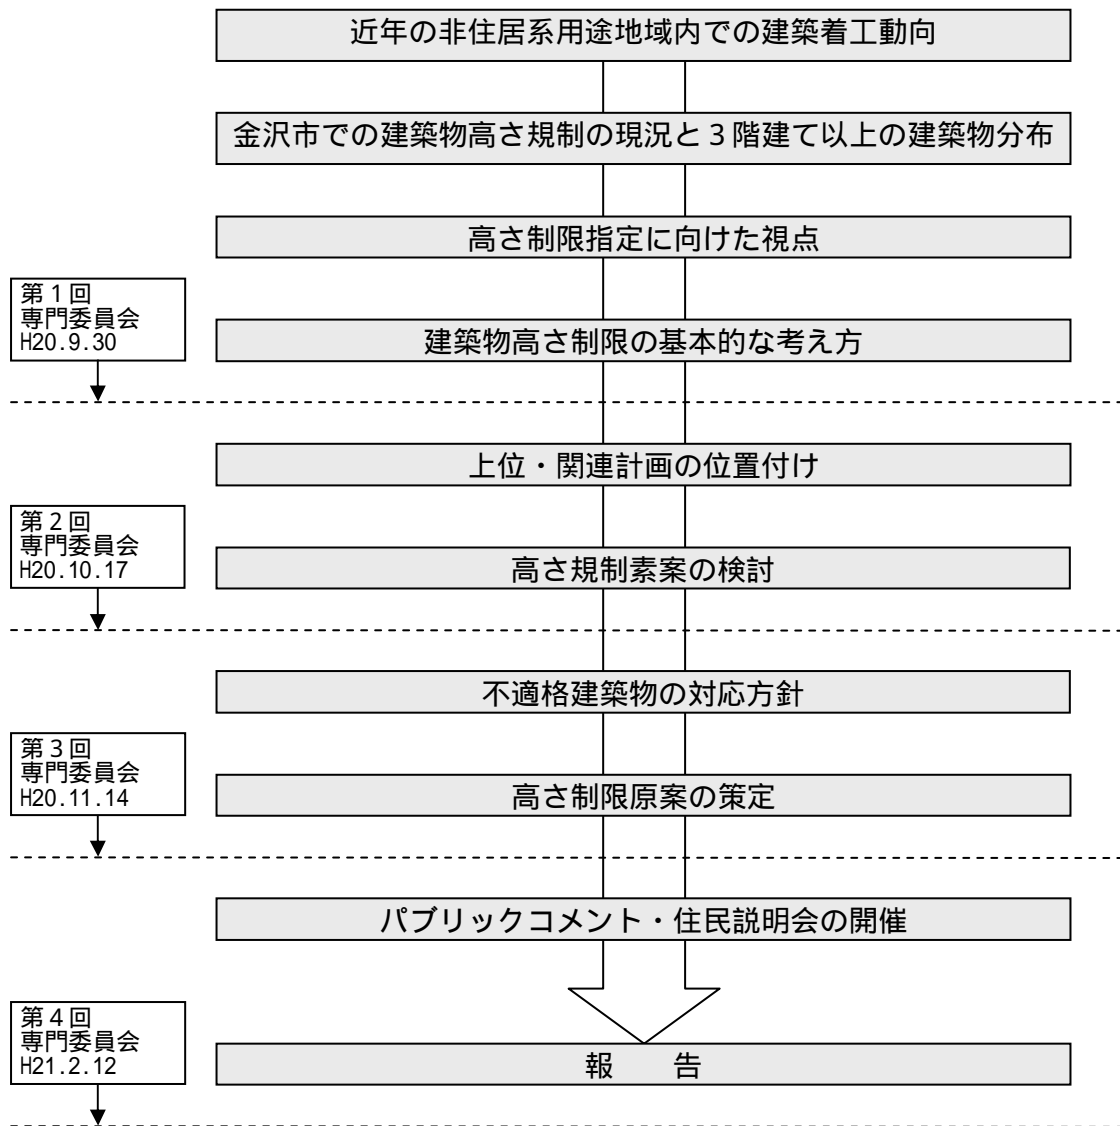 近年の非住居系用途地域内での建築着工動向
金沢市での建築物高さ規制の現況と3階建て以上の建築物分布
高さ制限指定に向けた視点
第1回
専門委員会
H20.9.30
建築物高さ制限の基本的な考え方
上位・関連計画の位置付け
第2回
専門委員会
H20.10.17
高さ規制素案の検討
不適格建築物の対応方針
第3回
専門委員会
H20.11.14
高さ制限原案の策定
パブリックコメント・住民説明会の開催
第4回
専門委員会
H21.2.12
報　　告